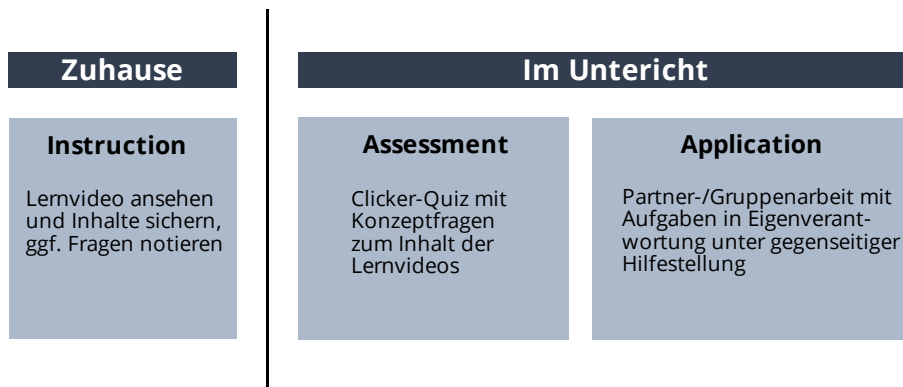 Zuhause
Im Untericht
Instruction
Lernvideo ansehen
und Inhalte sichern,
ggf. Fragen notieren
Assessment
Clicker-Quiz mit
Konzeptfragen
zum Inhalt der
Lernvideos
Application
Partner-/Gruppenarbeit mit
Aufgaben in Eigenverant-
wortung unter gegenseitiger
Hilfestellung